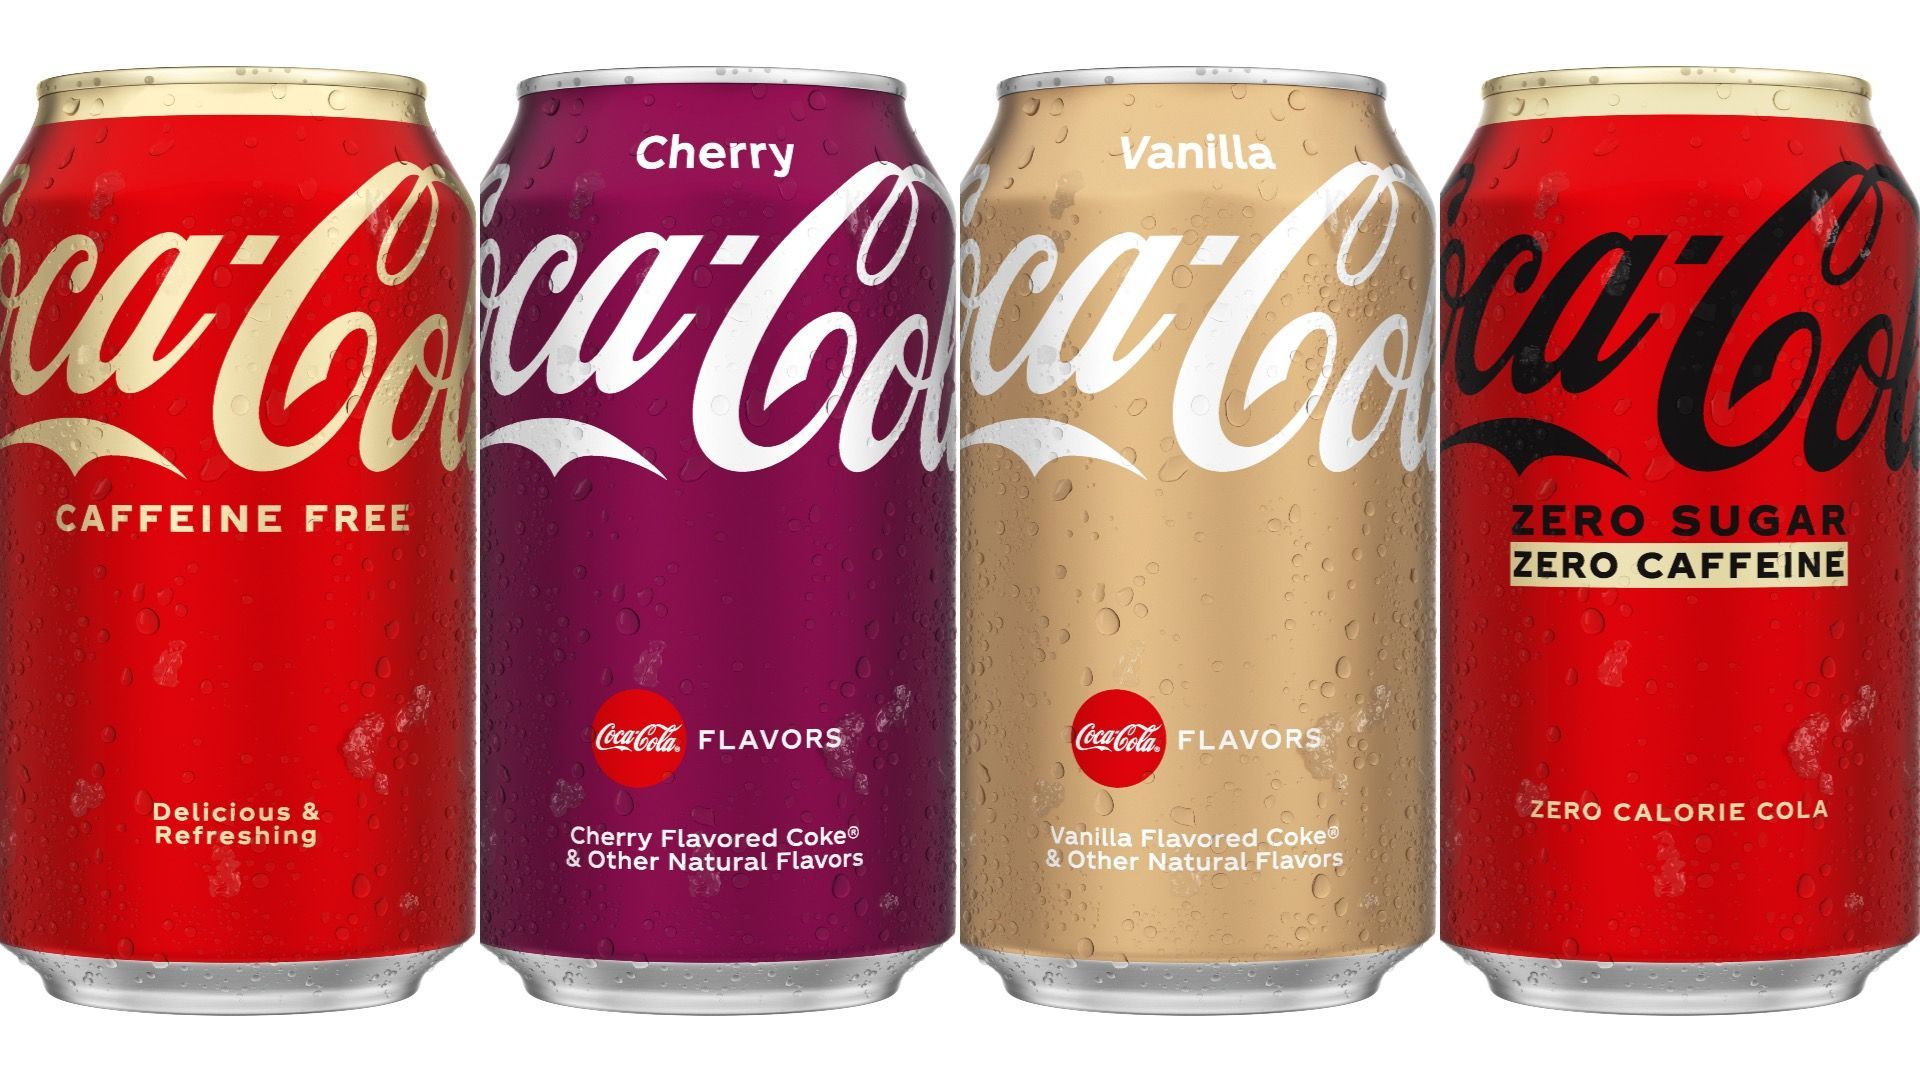 Coca-Cola
CAFFEINE FREE
Delicious &
Refreshing
Cherry
Coca-Cola
Coca-Cola®
FLAVORS
Cherry Flavored Coke®
& Other Natural Flavors
Vanilla
Coca-Cola
Coca-Cola®
FLAVORS
Vanilla Flavored Coke®
& Other Natural Flavors
Coca-Cola
ZERO SUGAR
ZERO CAFFEINE
ZERO CALORIE COLA